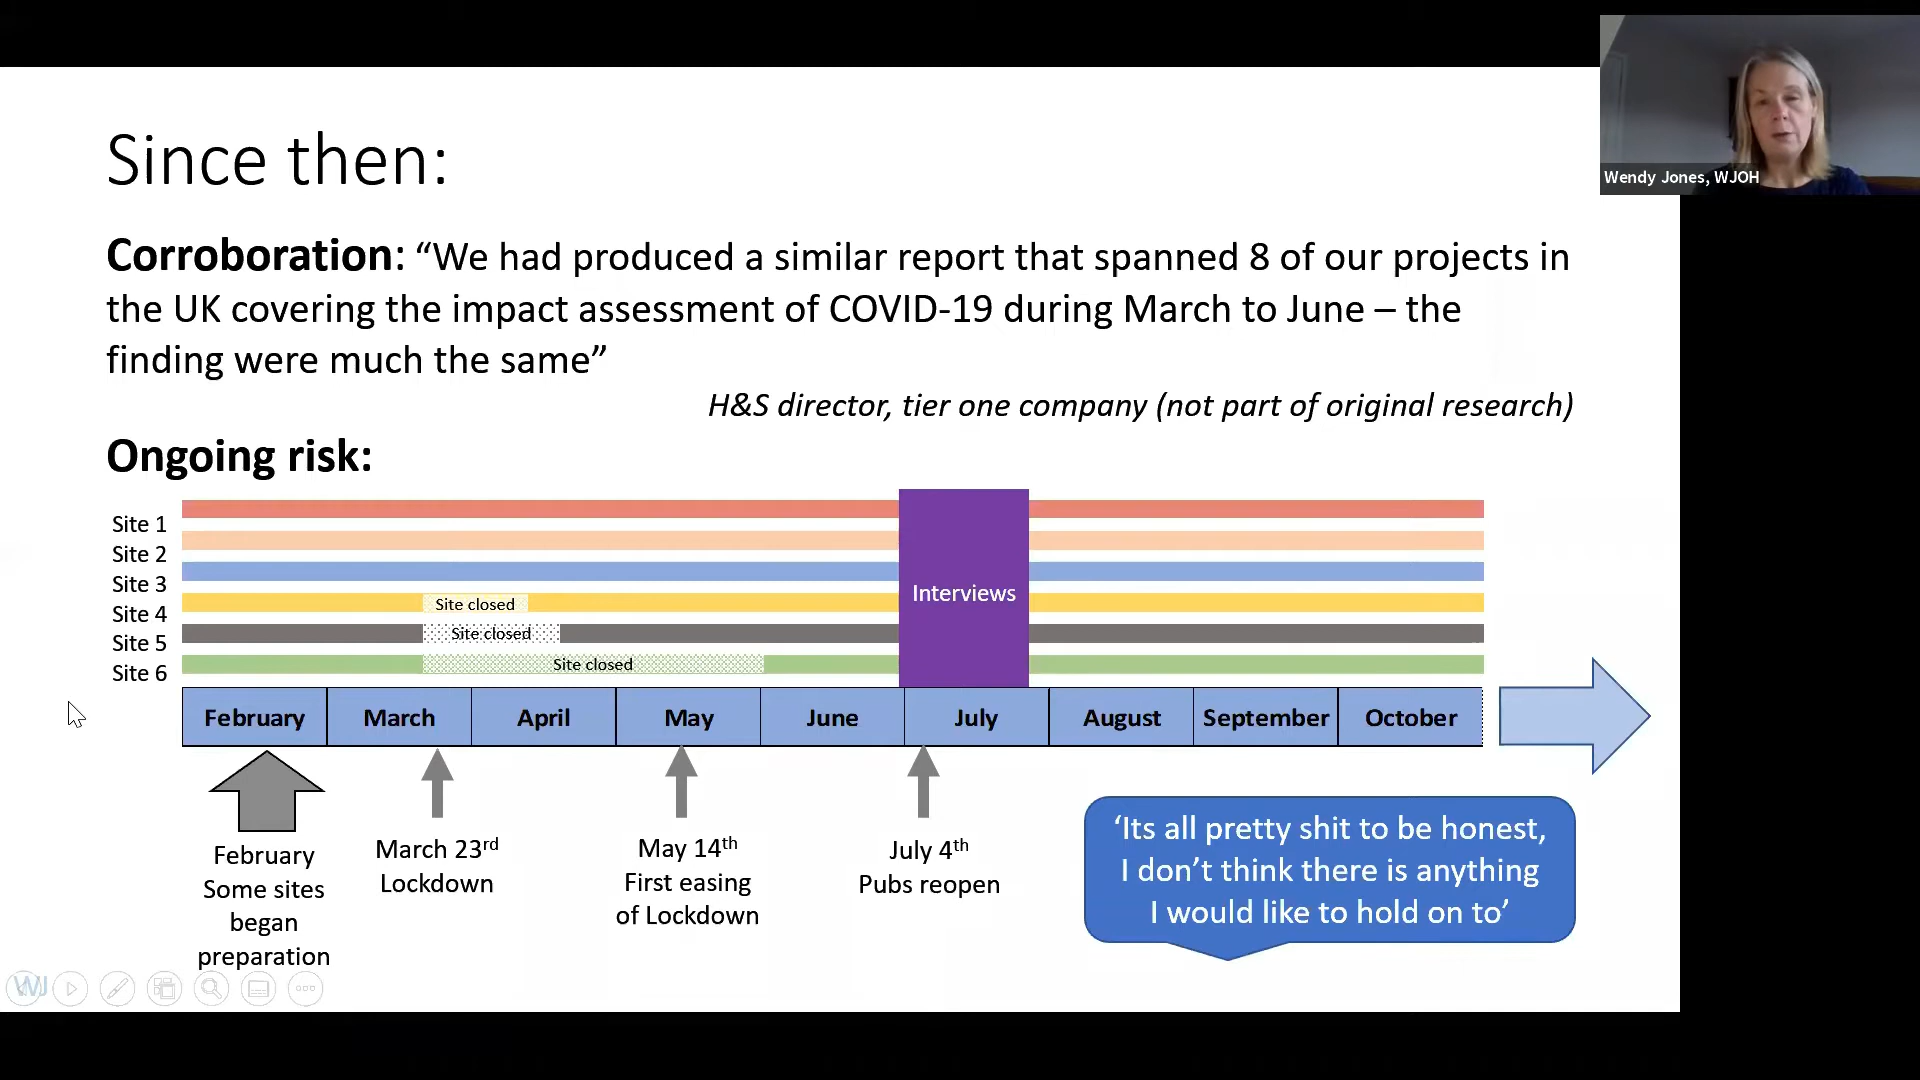 Wendy Jones, WJOH
Since then:
Corroboration: “We had produced a similar report that spanned 8 of our projects in
the UK covering the impact assessment of COVID-19 during March to June – the
finding were much the same”
H&S director, tier one company (not part of original research)
Ongoing risk:
Site 1
Site 2
Site 3
Site 4
Site 5
Site 6
Site closed
Site closed
Site closed
Interviews
February March April May June July August September October
February
Some sites
began
preparation
March 23rd
Lockdown
May 14th
First easing
of Lockdown
July 4th
Pubs reopen
‘Its all pretty shit to be honest,
I don’t think there is anything
I would like to hold on to’
WJ